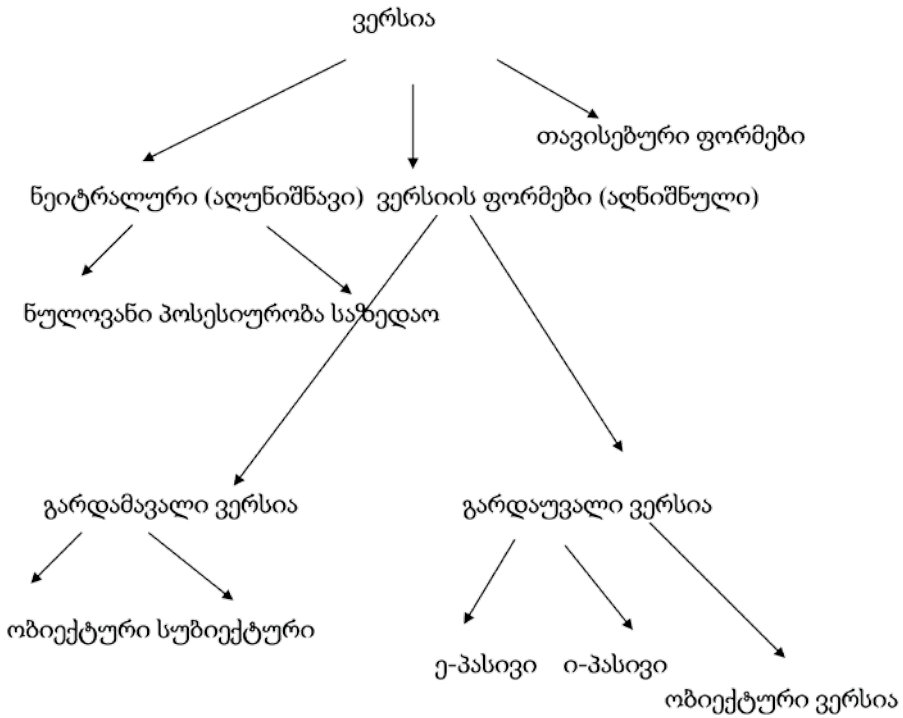 ვერსია
თავისებური ფორმები
ნეიტრალური (აღუნიშნავი) ვერსიის ფორმები (აღნიშნული)
ნულოვანი პოსესიურობა საზედაო
გარდამავალი ვერსია
გარდაუვალი ვერსია
ობიექტური სუბიექტური
ე-პასივი
ი-პასივი
ობიექტური ვერსია